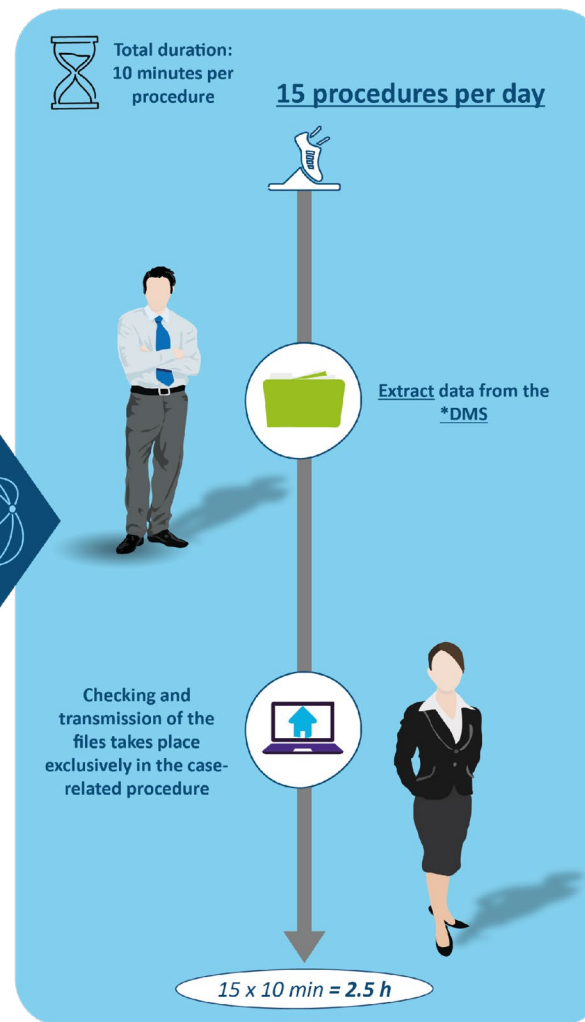 Total duration:
10 minutes per
procedure
15 procedures per day
Extract data from the
*DMS
Checking and
transmission of the
files takes place
exclusively in the case-
related procedure
15 x 10 min = 2.5 h